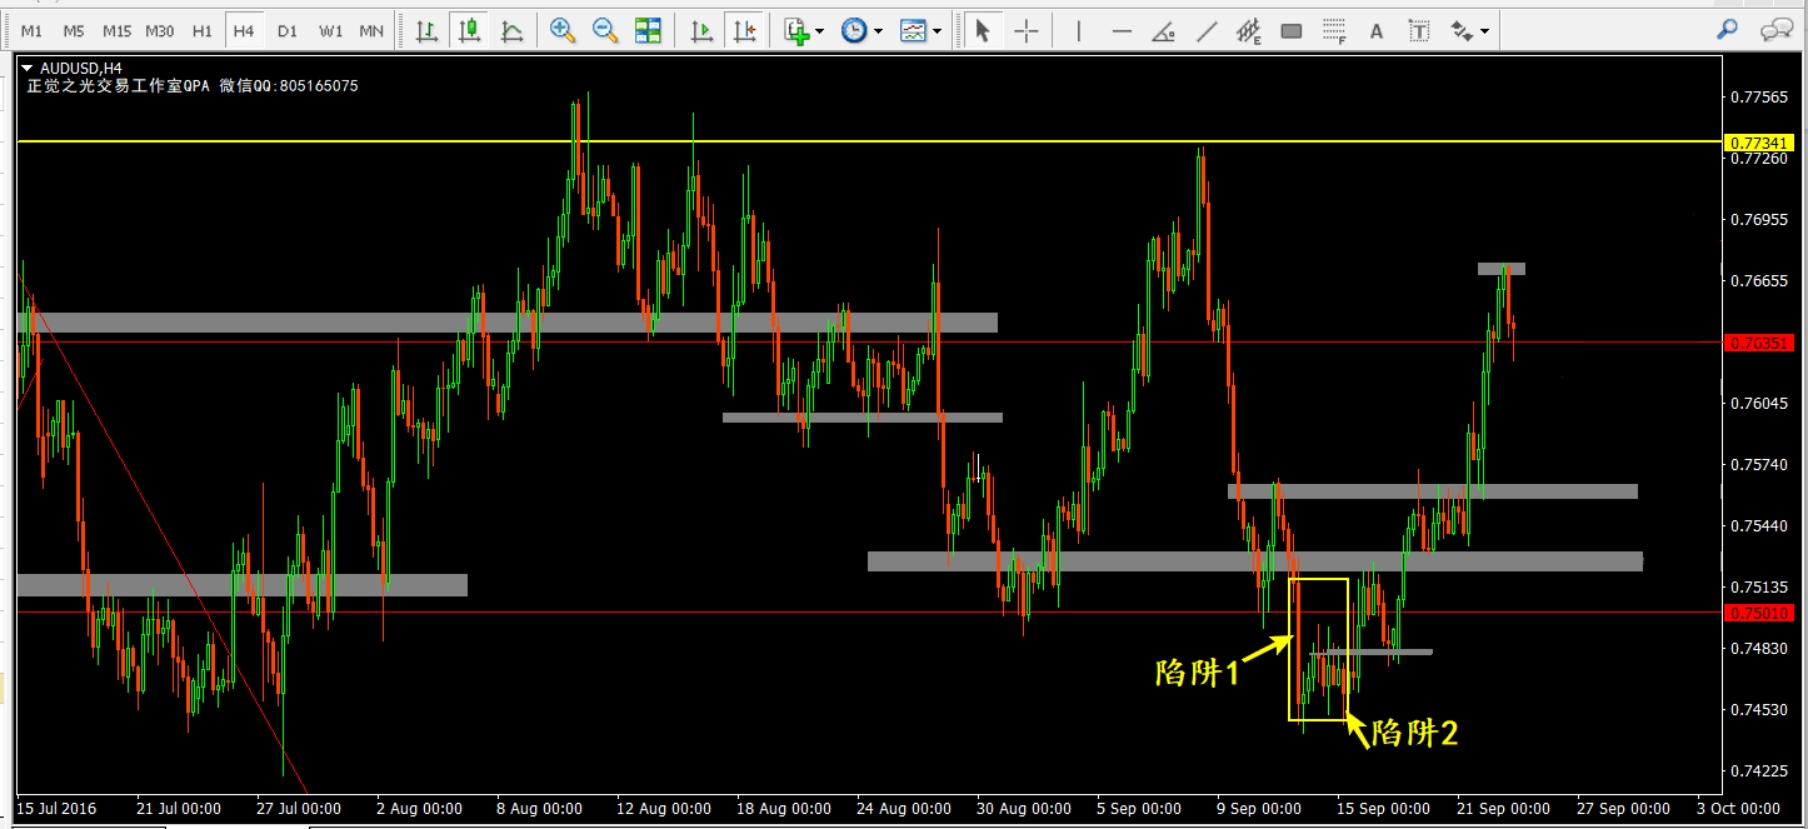 M1 M5 M15 M30 H1 H4 D1 W1 MN E F A T
AUDUSD,H4
正觉之光交易工作室QPA 微信QQ:805165075
0.77565
0.77341
0.77260
0.76955
0.76655
0.76351
0.76045
0.75740
0.75440
0.75135
0.75010
0.74830
陷阱1
0.74530
陷阱2
0.74225
15 Jul 2016 21 Jul 00:00 27 Jul 00:00 2 Aug 00:00 8 Aug 00:00 12 Aug 00:00 18 Aug 00:00 24 Aug 00:00 30 Aug 00:00 5 Sep 00:00 9 Sep 00:00 15 Sep 00:00 21 Sep 00:00 27 Sep 00:00 3 Oct 00:00